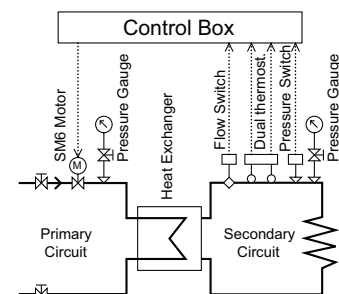 Control Box
SM6 Motor
Pressure Gauge
Heat Exchanger
Flow Switch
Dual thermost.
Pressure Switch
Pressure Gauge
M
Primary
Circuit
Secondary
Circuit